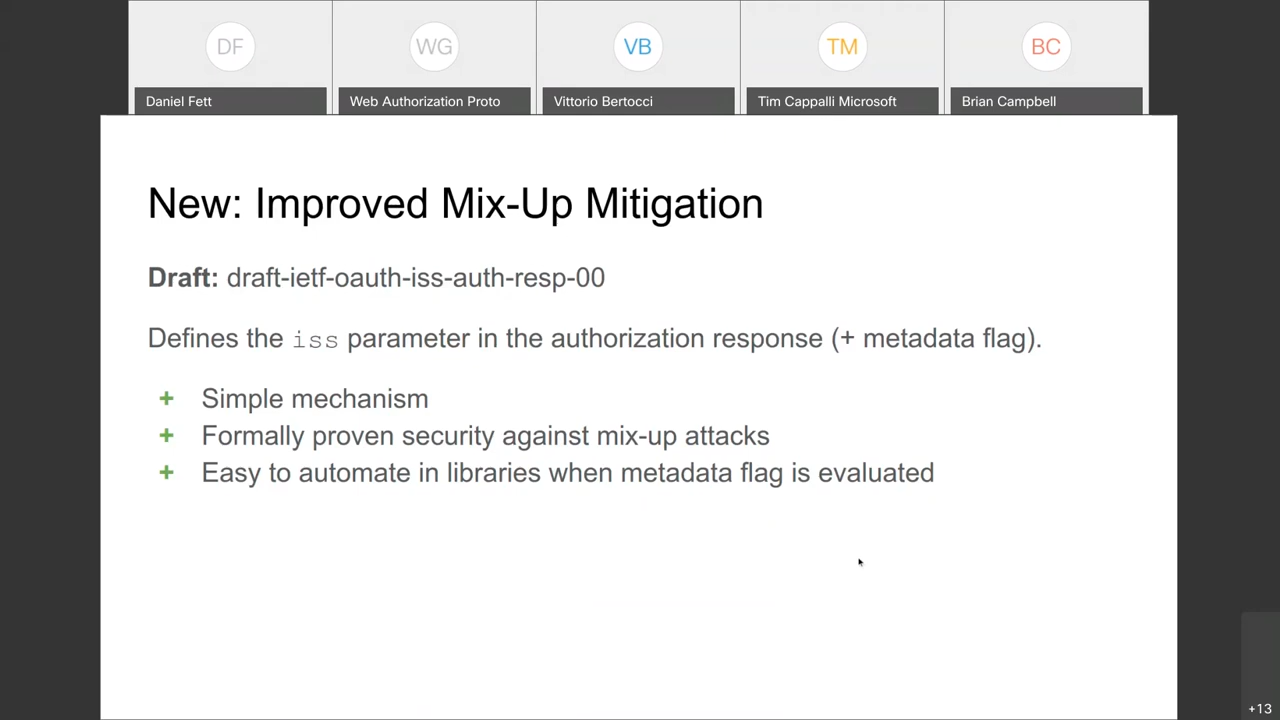 DF
WG
VB
TM
BC
Daniel Fett
Web Authorization Proto
Vittorio Bertocci
Tim Cappalli Microsoft
Brian Campbell
New: Improved Mix-Up Mitigation
Draft: draft-ietf-oauth-iss-auth-resp-00
Defines the iss parameter in the authorization response (+ metadata flag).
+ Simple mechanism
+ Formally proven security against mix-up attacks
+ Easy to automate in libraries when metadata flag is evaluated
+13